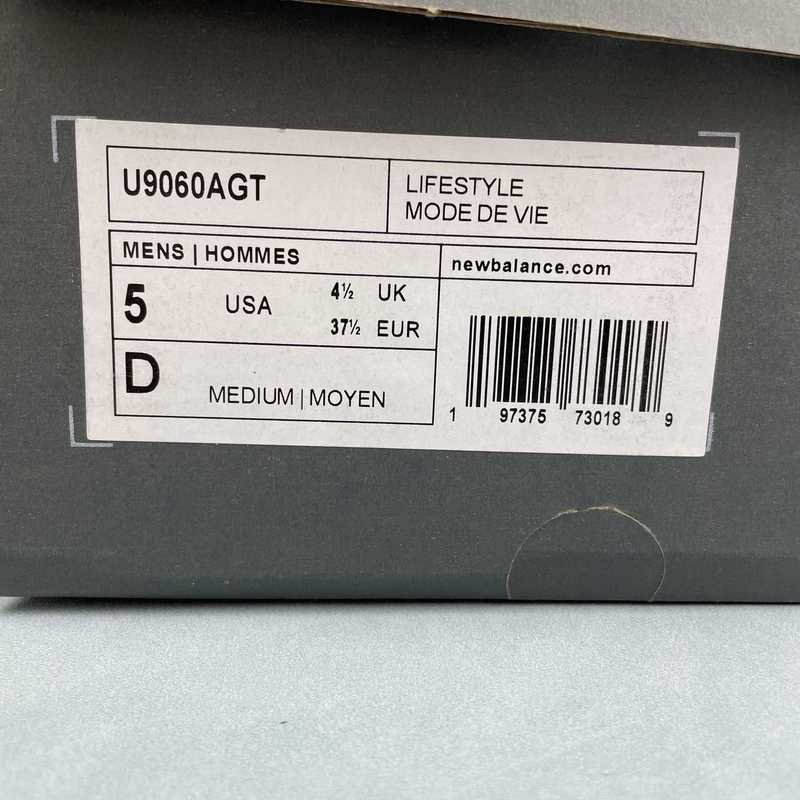 U9060AGT
LIFESTYLE
MODE DE VIE
MENS | HOMMES
newbalance.com
5 USA 4½ UK
37½ EUR
D MEDIUM | MOYEN
1 97375 73018 9